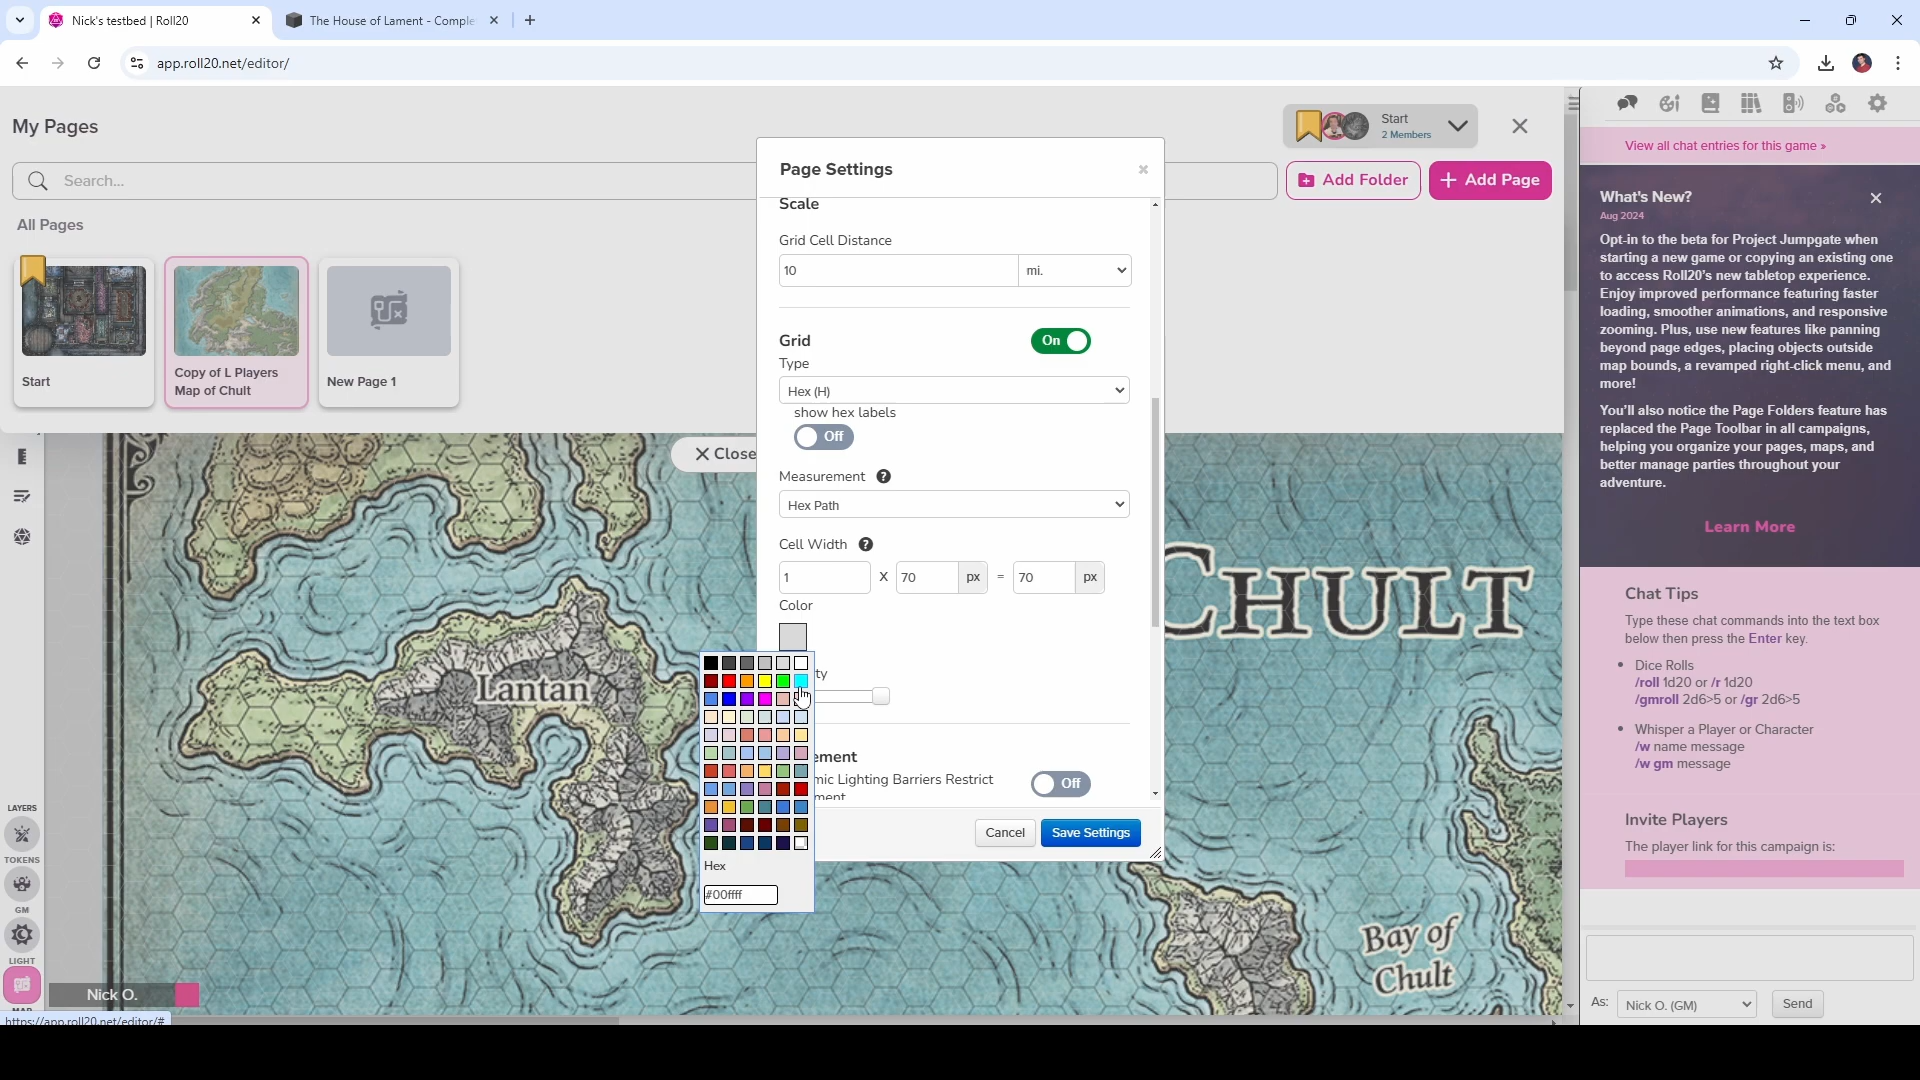 Nick's testbed | Roll20
The House of Lament - Comple
app.roll20.net/editor/
My Pages
Start
2 Members
Search...
Add Folder
Add Page
All Pages
Start
Copy of L Players
Map of Chult
New Page 1
Close
Page Settings
Scale
Grid Cell Distance
10
mi.
Grid
On
Type
Hex (H)
show hex labels
Off
Measurement
Hex Path
Cell Width
1 X 70 px = 70 px
Color
ty
ement
mic Lighting Barriers Restrict
ment
Off
Hex
#00ffff
Cancel
Save Settings
Lantan
CHULT
Bay of
Chult
LAYERS
TOKENS
GM
LIGHT
MAP
Nick O.
https://app.roll20.net/editor/#
View all chat entries for this game »
What's New?
Aug 2024
Opt-in to the beta for Project Jumpgate when
starting a new game or copying an existing one
to access Roll20's new tabletop experience.
Enjoy improved performance featuring faster
loading, smoother animations, and responsive
zooming. Plus, use new features like panning
beyond page edges, placing objects outside
map bounds, a revamped right-click menu, and
more!
You'll also notice the Page Folders feature has
replaced the Page Toolbar in all campaigns,
helping you organize your pages, maps, and
better manage parties throughout your
adventure.
Learn More
Chat Tips
Type these chat commands into the text box
below then press the Enter key.
Dice Rolls
/roll 1d20 or /r 1d20
/gmroll 2d6>5 or /gr 2d6>5
Whisper a Player or Character
/w name message
/w gm message
Invite Players
The player link for this campaign is:
As:
Nick O. (GM)
Send